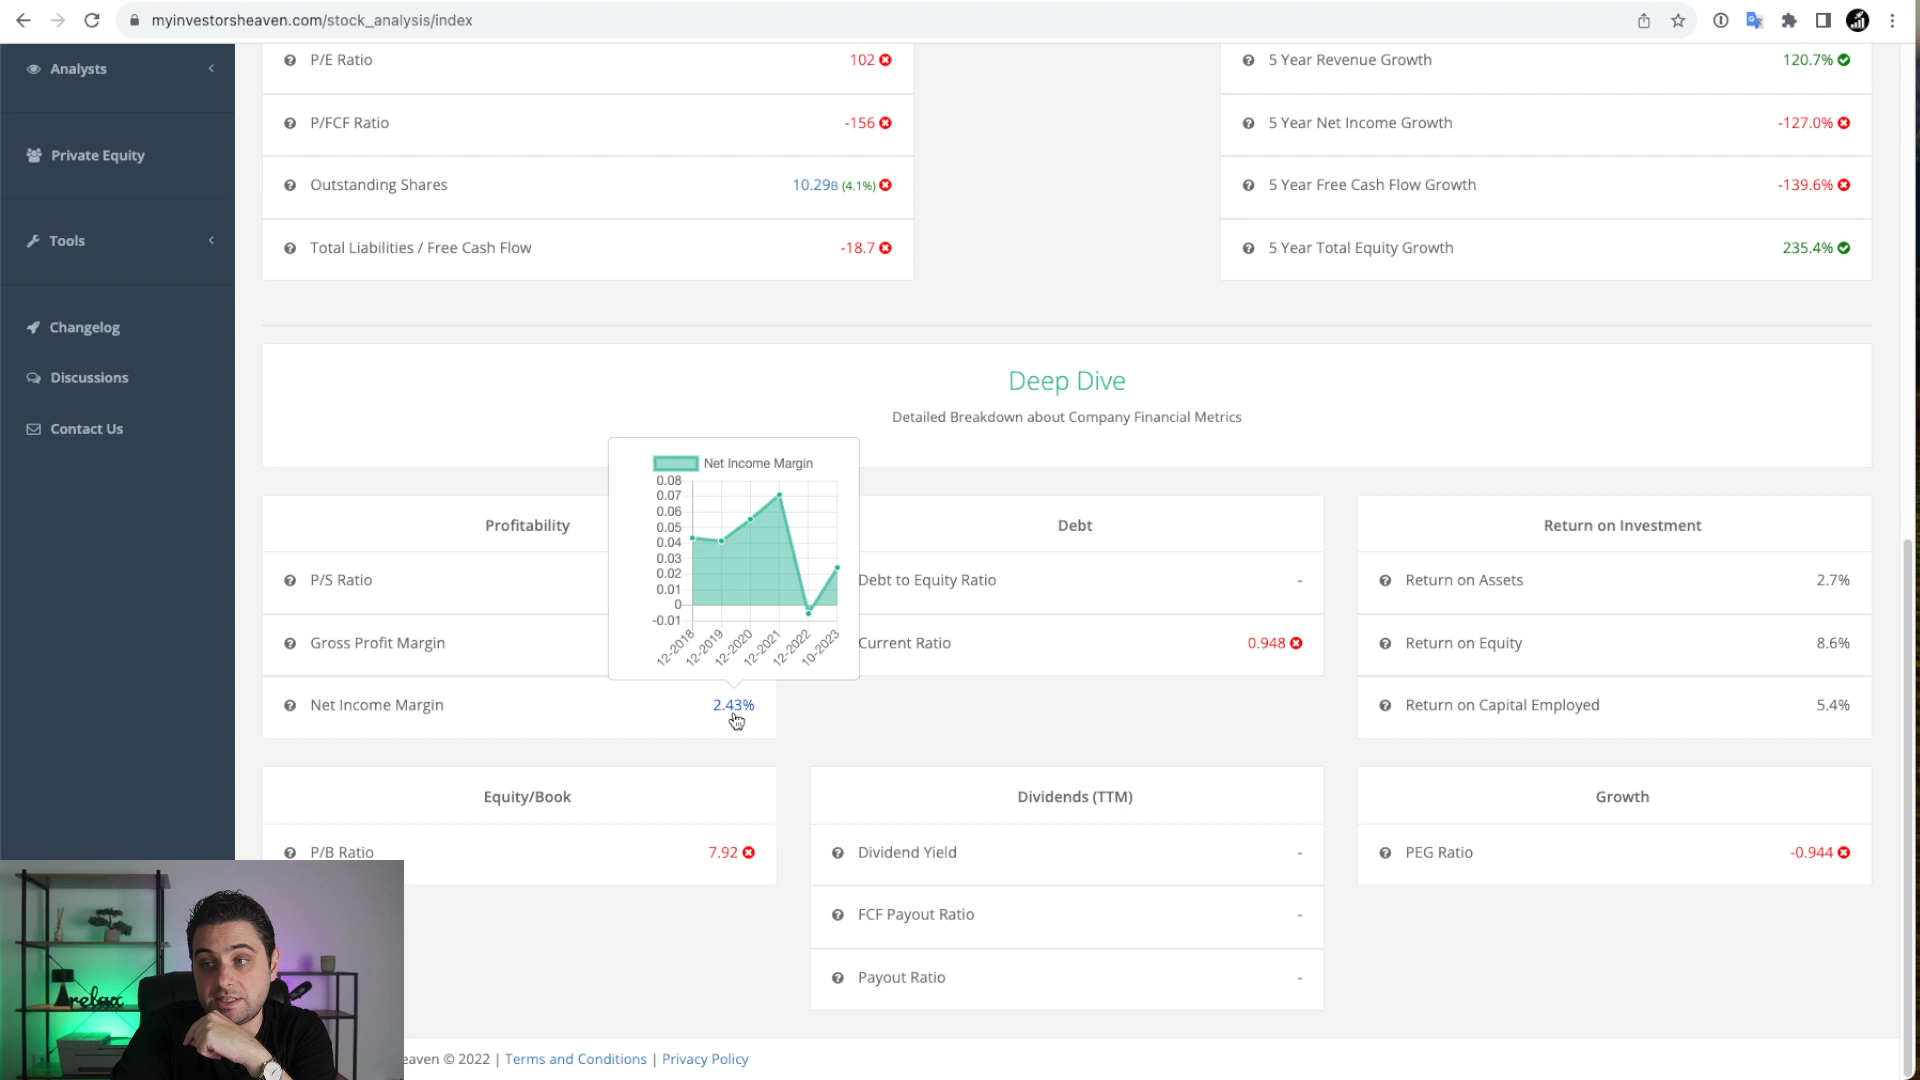 myinvestorsheaven.com/stock_analysis/index
Analysts
Private Equity
Tools
Changelog
Discussions
Contact Us
P/E Ratio 102
P/FCF Ratio -156
Outstanding Shares 10.29B (4.1%)
Total Liabilities / Free Cash Flow -18.7
5 Year Revenue Growth 120.7%
5 Year Net Income Growth -127.0%
5 Year Free Cash Flow Growth -139.6%
5 Year Total Equity Growth 235.4%
Deep Dive
Detailed Breakdown about Company Financial Metrics
Net Income Margin
0.08
0.07
0.06
0.05
0.04
0.03
0.02
0.01
0
-0.01
12-2018 12-2019 12-2020 12-2021 12-2022 10-2023
Profitability
P/S Ratio
Gross Profit Margin
Net Income Margin 2.43%
Debt
Debt to Equity Ratio -
Current Ratio 0.948
Return on Investment
Return on Assets 2.7%
Return on Equity 8.6%
Return on Capital Employed 5.4%
Equity/Book
P/B Ratio 7.92
Dividends (TTM)
Dividend Yield -
FCF Payout Ratio -
Payout Ratio -
Growth
PEG Ratio -0.944
relax
eaven © 2022 | Terms and Conditions | Privacy Policy